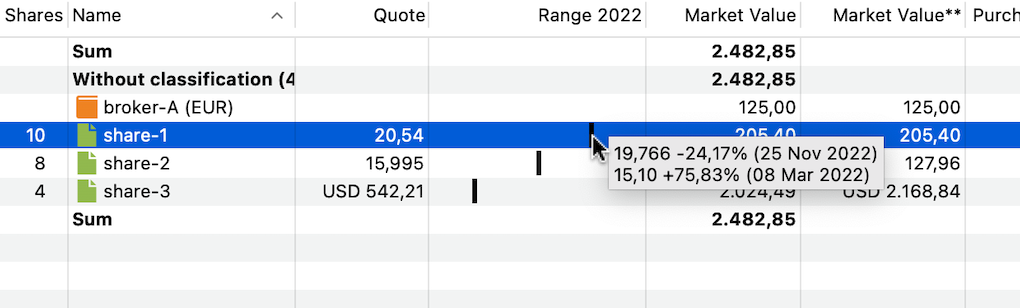 Shares Name Quote Range 2022 Market Value Market Value** Purch
Sum 2.482,85
Without classification (4 2.482,85
broker-A (EUR) 125,00 125,00
10 share-1 20,54 205,40 205,40
19,766 -24,17% (25 Nov 2022)
8 share-2 15,995 127,96
15,10 +75,83% (08 Mar 2022)
4 share-3 USD 542,21 2.024,49 USD 2.168,84
Sum 2.482,85